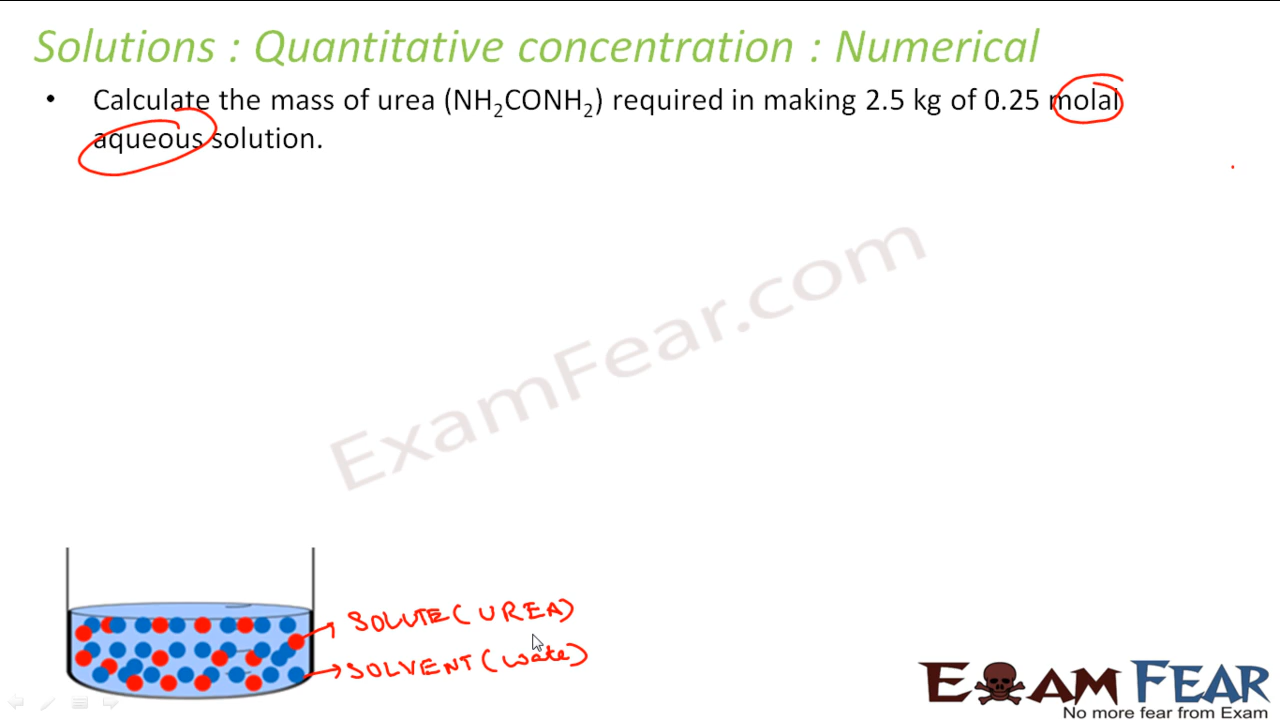 Solutions : Quantitative concentration : Numerical
• Calculate the mass of urea (NH₂CONH₂) required in making 2.5 kg of 0.25 molal
aqueous solution.
ExamFear.com
SOLUTE (UREA)
SOLVENT (Wate)
EXAM FEAR
No more fear from Exam